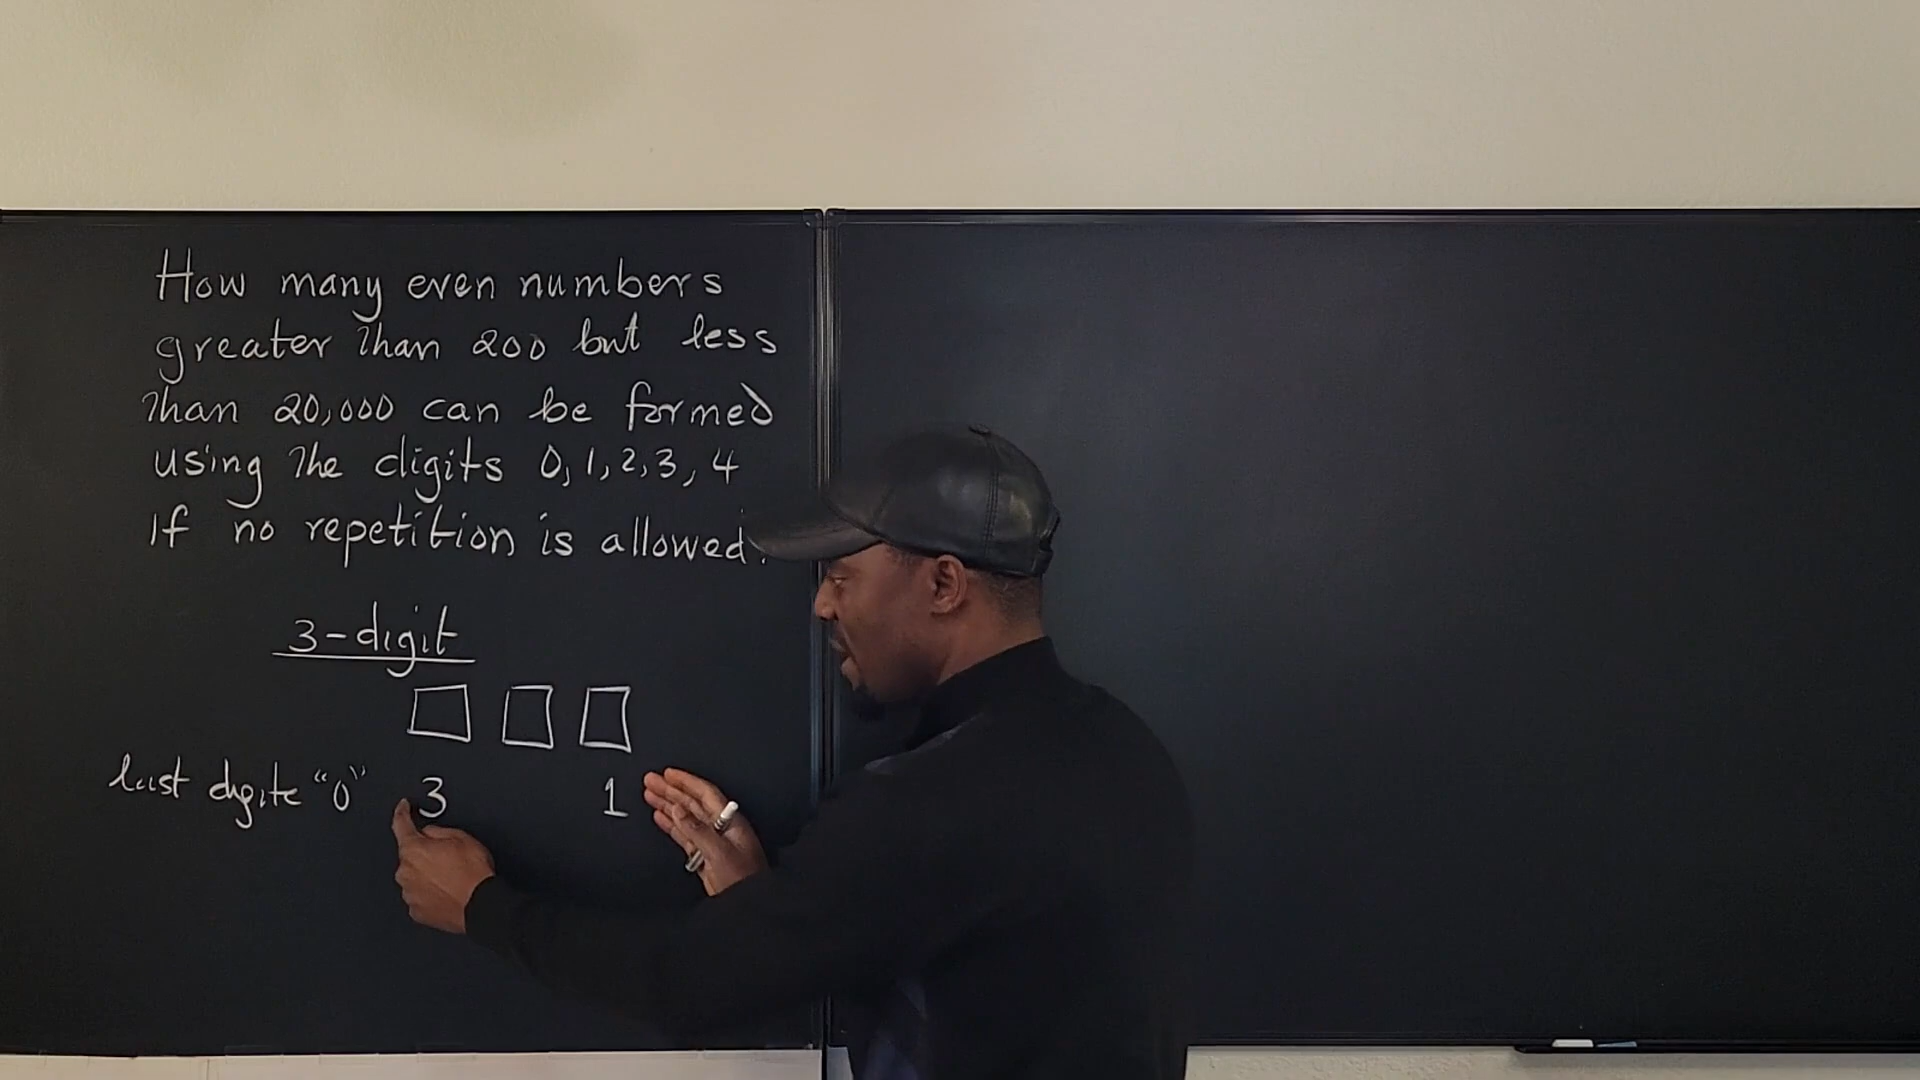 How many even numbers
greater than 200 but less
than 20,000 can be formed
using the digits 0, 1, 2, 3, 4
If no repetition is allowed.
3-digit
last digite "0" 3 1